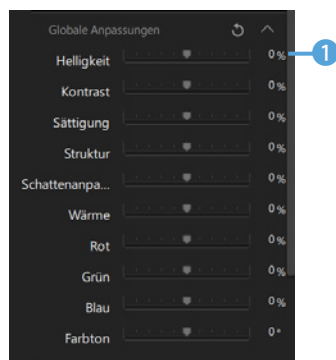 Globale Anpassungen
Helligkeit 0% 1
Kontrast 0%
Sättigung 0%
Struktur 0%
Schattenanpa... 0%
Wärme 0%
Rot 0%
Grün 0%
Blau 0%
Farbton 0°